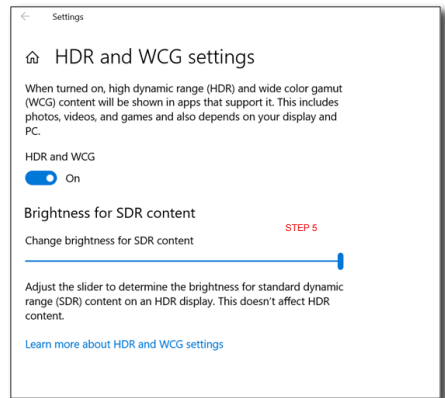 Settings
HDR and WCG settings
When turned on, high dynamic range (HDR) and wide color gamut
(WCG) content will be shown in apps that support it. This includes
photos, videos, and games and also depends on your display and
PC.
HDR and WCG
On
Brightness for SDR content
STEP 5
Change brightness for SDR content
Adjust the slider to determine the brightness for standard dynamic
range (SDR) content on an HDR display. This doesn't affect HDR
content.
Learn more about HDR and WCG settings